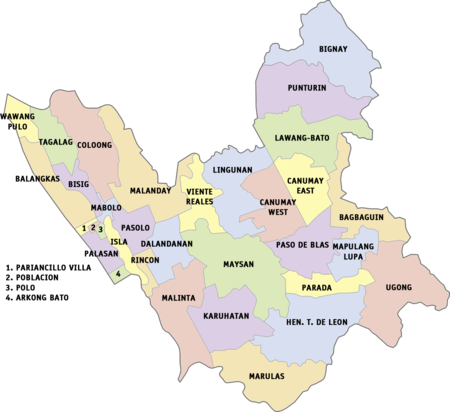 BIGNAY
PUNTURIN
WAWANG
PULO
TAGALAG
COLOONG
LAWANG-BATO
BALANGKAS
BISIG
MALANDAY
VIENTE
REALES
LINGUNAN
CANUMAY
EAST
MABOLO
CANUMAY
WEST
BAGBAGUIN
1
2
3
PASOLO
ISLA
DALANDANAN
PASO DE BLAS
MAPULANG
LUPA
PALASAN
RINCON
MAYSAN
4
1. PARIANCILLO VILLA
2. POBLACION
3. POLO
4. ARKONG BATO
MALINTA
PARADA
UGONG
KARUHATAN
HEN. T. DE LEON
MARULAS